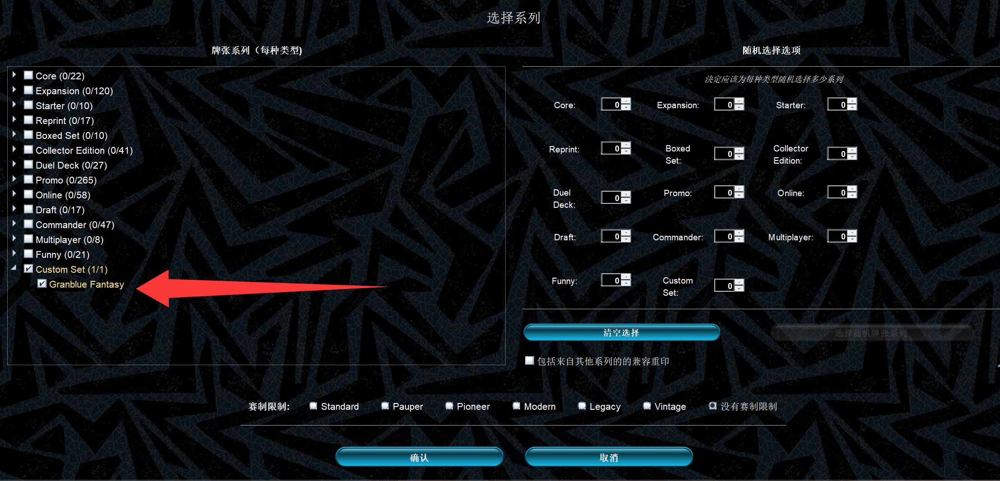 选择系列
牌张系列（每种类型)
Core (0/22)
Expansion (0/120)
Starter (0/10)
Reprint (0/17)
Boxed Set (0/10)
Collector Edition (0/41)
Duel Deck (0/27)
Promo (0/265)
Online (0/58)
Draft (0/17)
Commander (0/47)
Multiplayer (0/8)
Funny (0/21)
Custom Set (1/1)
Granblue Fantasy
随机选择选项
决定应该为每种类型随机选择多少系列
Core: 0 Expansion: 0 Starter: 0
Reprint: 0 Boxed Set: 0 Collector Edition: 0
Duel Deck: 0 Promo: 0 Online: 0
Draft: 0 Commander: 0 Multiplayer: 0
Funny: 0 Custom Set: 0
清空选择 选择随机牌张系列
包括来自其他系列的的兼容重印
赛制限制: Standard Pauper Pioneer Modern Legacy Vintage 没有赛制限制
确认 取消